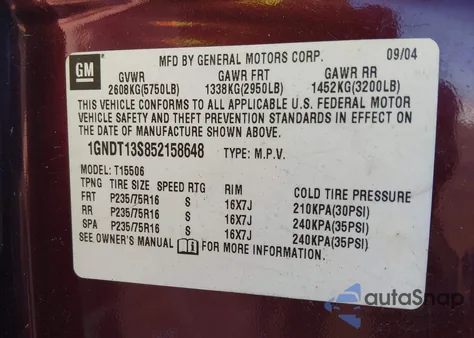 GM
MFD BY GENERAL MOTORS CORP. 09/04
GVWR GAWR FRT GAWR RR
2608KG(5750LB) 1338KG(2950LB) 1452KG(3200LB)
THIS VEHICLE CONFORMS TO ALL APPLICABLE U.S. FEDERAL MOTOR
VEHICLE SAFETY AND THEFT PREVENTION STANDARDS IN EFFECT ON
THE DATE OF MANUFACTURE SHOWN ABOVE.
1GNDT13S852158648 TYPE: M.P.V.
MODEL: T15506
TPNG TIRE SIZE SPEED RTG RIM COLD TIRE PRESSURE
FRT P235/75R16 S 16X7J 210KPA(30PSI)
RR P235/75R16 S 16X7J 240KPA(35PSI)
SPA P235/75R16 S 16X7J 240KPA(35PSI)
SEE OWNER'S MANUAL FOR MORE INFORMATION
autaSnap